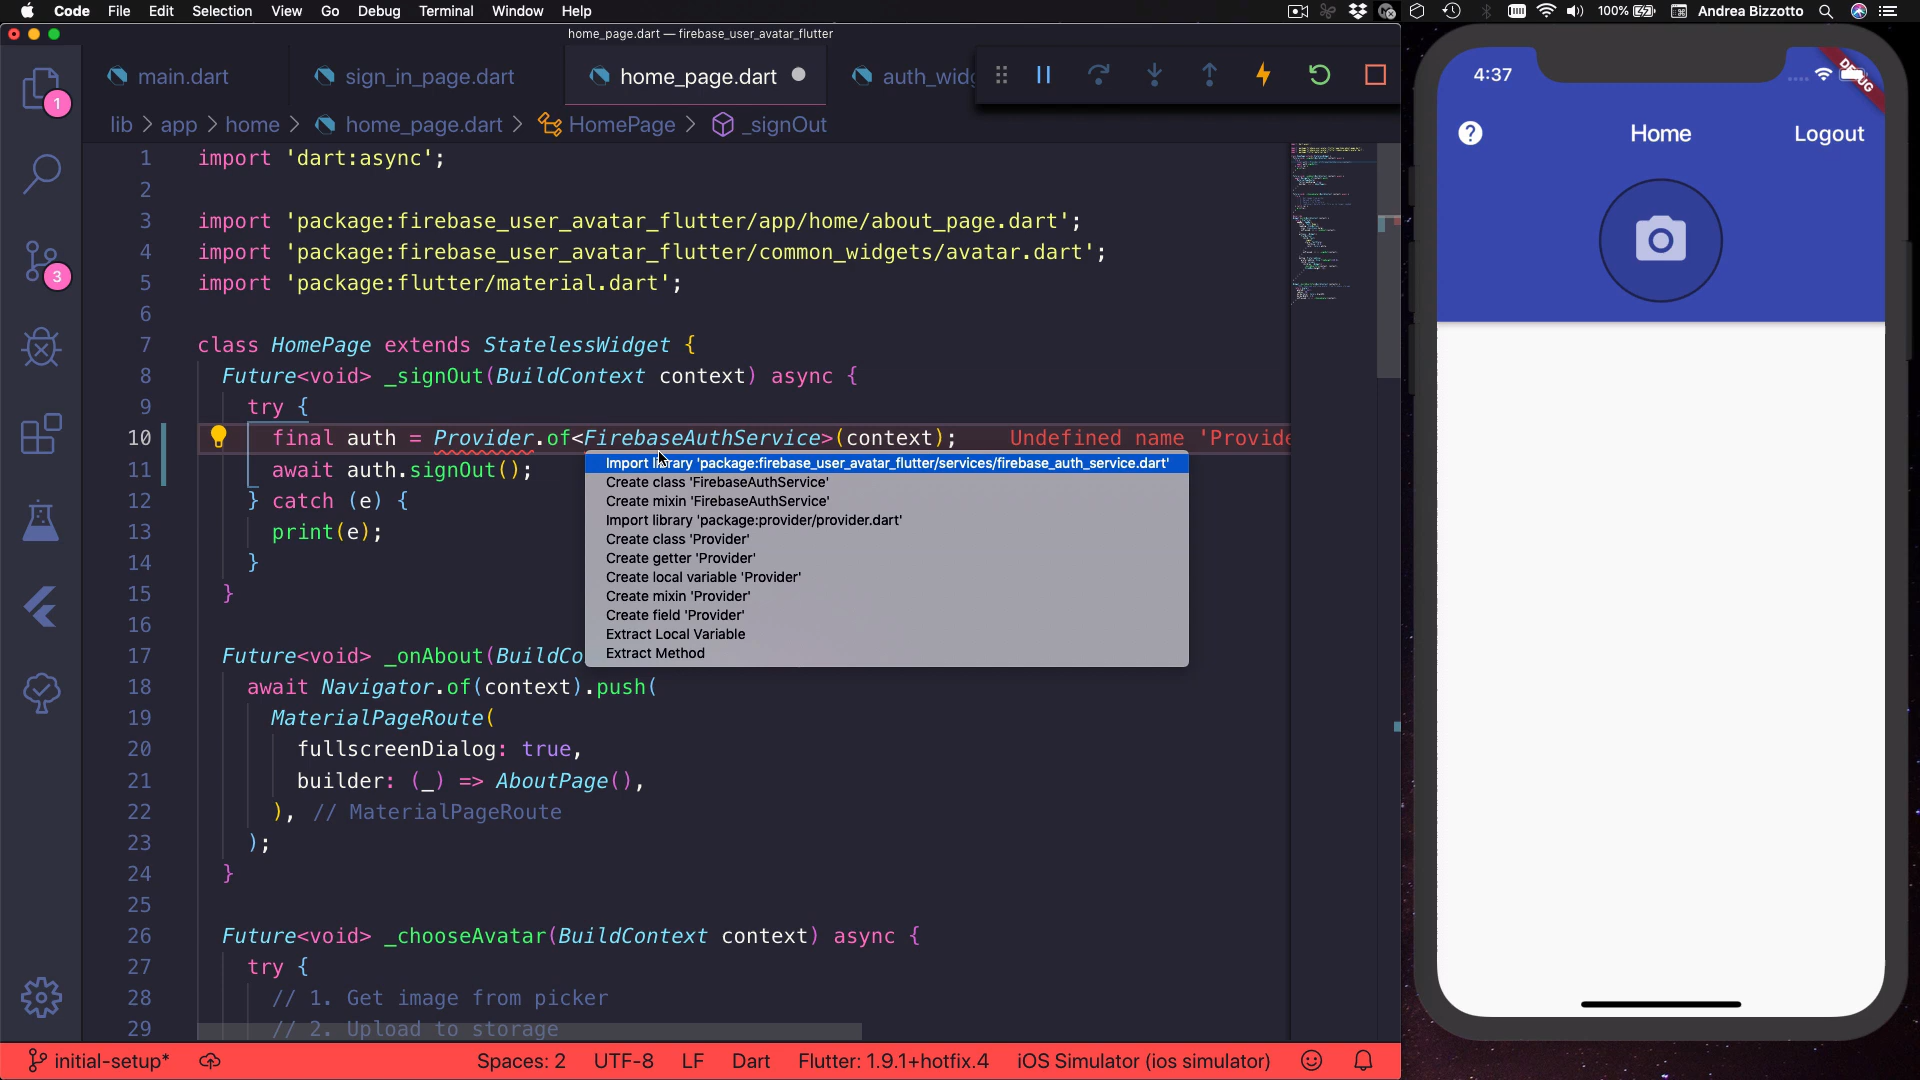 Code File Edit Selection View Go Debug Terminal Window Help 100% Andrea Bizzotto
home_page.dart — firebase_user_avatar_flutter
main.dart sign_in_page.dart home_page.dart
lib > app > home > home_page.dart > HomePage > _signOut
1 import 'dart:async';
2
3 import 'package:firebase_user_avatar_flutter/app/home/about_page.dart';
4 import 'package:firebase_user_avatar_flutter/common_widgets/avatar.dart';
5 import 'package:flutter/material.dart';
6
7 class HomePage extends StatelessWidget {
8 Future<void> _signOut(BuildContext context) async {
9 try {
10 final auth = Provider.of<FirebaseAuthService>(context); Undefined name 'Provide
11 await auth.signOut();
12 } catch (e) {
13 print(e);
14 }
15 }
16
17 Future<void> _onAbout(BuildCo
18 await Navigator.of(context).push(
19 MaterialPageRoute(
20 fullscreenDialog: true,
21 builder: (_) => AboutPage(),
22 ), // MaterialPageRoute
23 );
24 }
25
26 Future<void> _chooseAvatar(BuildContext context) async {
27 try {
28 // 1. Get image from picker
29 // 2. Upload to storage
Import library 'package:firebase_user_avatar_flutter/services/firebase_auth_service.dart'
Create class 'FirebaseAuthService'
Create mixin 'FirebaseAuthService'
Import library 'package:provider/provider.dart'
Create class 'Provider'
Create getter 'Provider'
Create local variable 'Provider'
Create mixin 'Provider'
Create field 'Provider'
Extract Local Variable
Extract Method
1
3
initial-setup* Spaces: 2 UTF-8 LF Dart Flutter: 1.9.1+hotfix.4 iOS Simulator (ios simulator)
4:37
DEBUG
? Home Logout